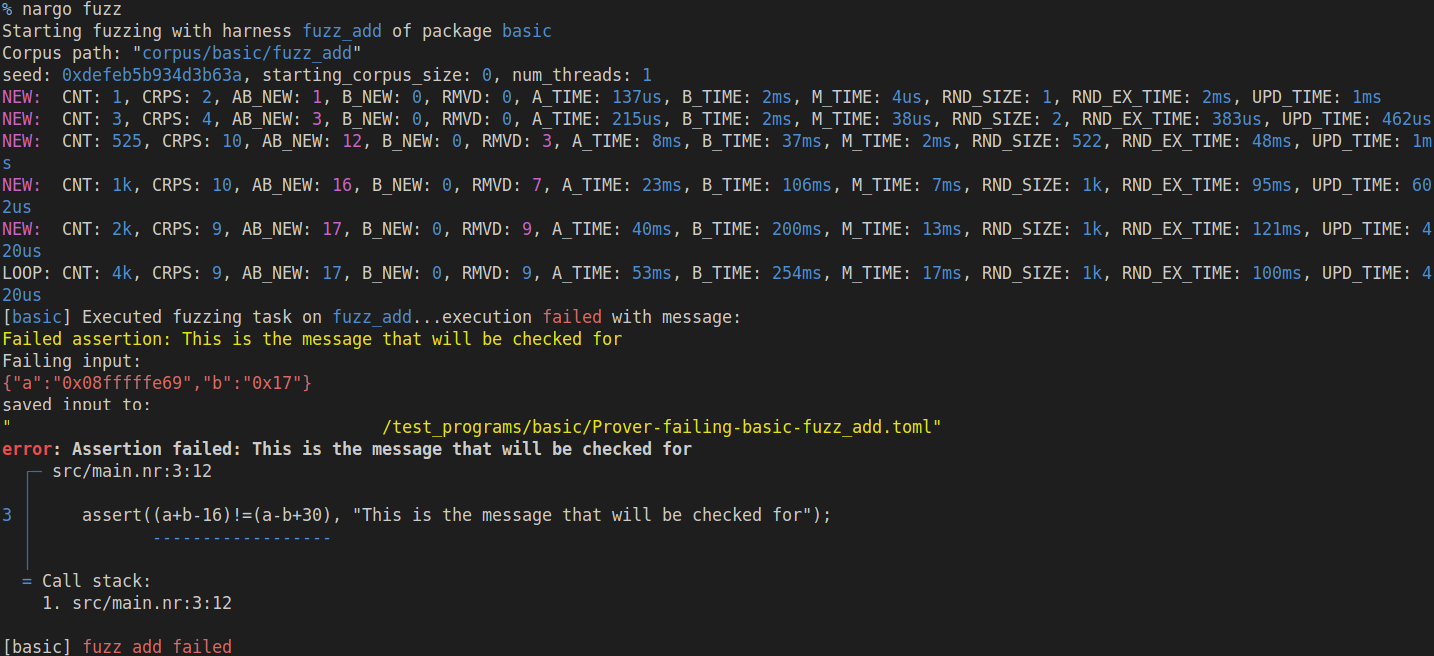 % nargo fuzz
Starting fuzzing with harness fuzz_add of package basic
Corpus path: "corpus/basic/fuzz_add"
seed: 0xdefeb5b934d3b63a, starting_corpus_size: 0, num_threads: 1
NEW:  CNT: 1, CRPS: 2, AB_NEW: 1, B_NEW: 0, RMVD: 0, A_TIME: 137us, B_TIME: 2ms, M_TIME: 4us, RND_SIZE: 1, RND_EX_TIME: 2ms, UPD_TIME: 1ms
NEW:  CNT: 3, CRPS: 4, AB_NEW: 3, B_NEW: 0, RMVD: 0, A_TIME: 215us, B_TIME: 2ms, M_TIME: 38us, RND_SIZE: 2, RND_EX_TIME: 383us, UPD_TIME: 462us
NEW:  CNT: 525, CRPS: 10, AB_NEW: 12, B_NEW: 0, RMVD: 3, A_TIME: 8ms, B_TIME: 37ms, M_TIME: 2ms, RND_SIZE: 522, RND_EX_TIME: 48ms, UPD_TIME: 1m
s
NEW:  CNT: 1k, CRPS: 10, AB_NEW: 16, B_NEW: 0, RMVD: 7, A_TIME: 23ms, B_TIME: 106ms, M_TIME: 7ms, RND_SIZE: 1k, RND_EX_TIME: 95ms, UPD_TIME: 60
2us
NEW:  CNT: 2k, CRPS: 9, AB_NEW: 17, B_NEW: 0, RMVD: 9, A_TIME: 40ms, B_TIME: 200ms, M_TIME: 13ms, RND_SIZE: 1k, RND_EX_TIME: 121ms, UPD_TIME: 4
20us
LOOP: CNT: 4k, CRPS: 9, AB_NEW: 17, B_NEW: 0, RMVD: 9, A_TIME: 53ms, B_TIME: 254ms, M_TIME: 17ms, RND_SIZE: 1k, RND_EX_TIME: 100ms, UPD_TIME: 4
20us
[basic] Executed fuzzing task on fuzz_add...execution failed with message:
Failed assertion: This is the message that will be checked for
Failing input:
{"a":"0x08fffffe69","b":"0x17"}
saved input to:
"                                     /test_programs/basic/Prover-failing-basic-fuzz_add.toml"
error: Assertion failed: This is the message that will be checked for
src/main.nr:3:12
3      assert((a+b-16)!=(a-b+30), "This is the message that will be checked for");
------------------
= Call stack:
1. src/main.nr:3:12
[basic] fuzz_add failed